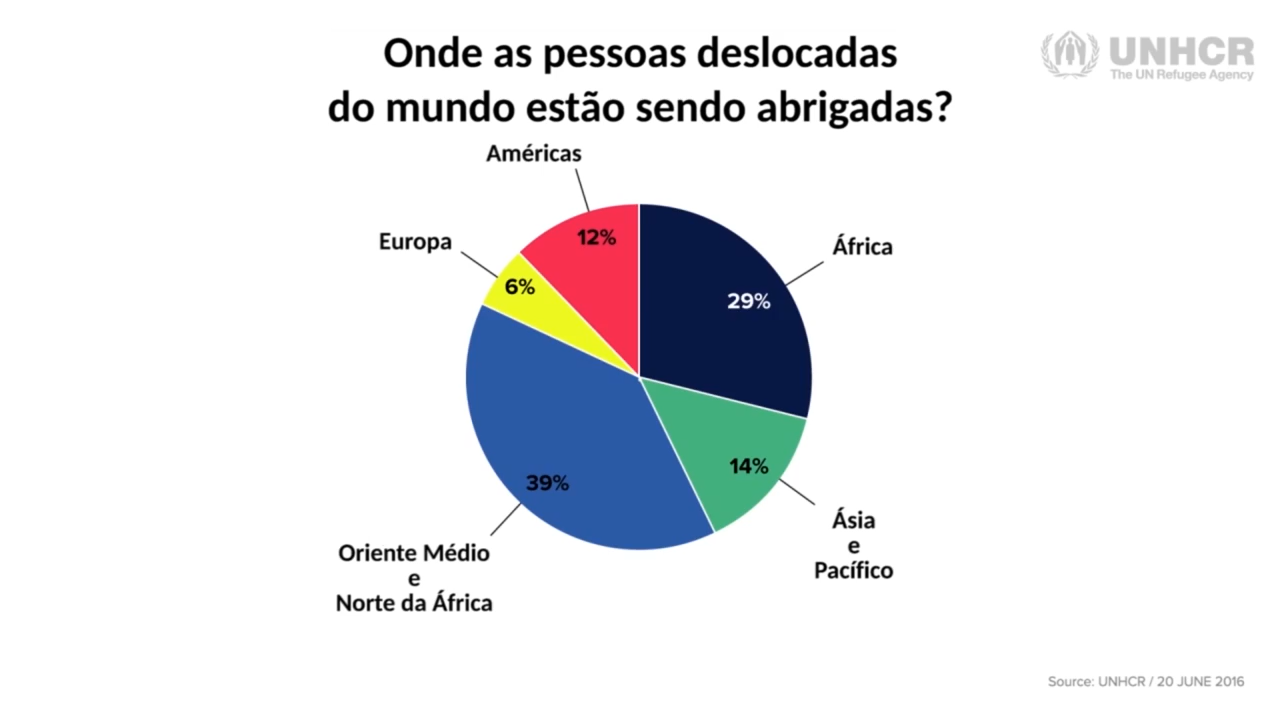 Onde as pessoas deslocadas
do mundo estão sendo abrigadas?
UNHCR
The UN Refugee Agency
Américas
12%
Europa
6%
África
29%
14%
Ásia
e
Pacífico
39%
Oriente Médio
e
Norte da África
Source: UNHCR / 20 JUNE 2016